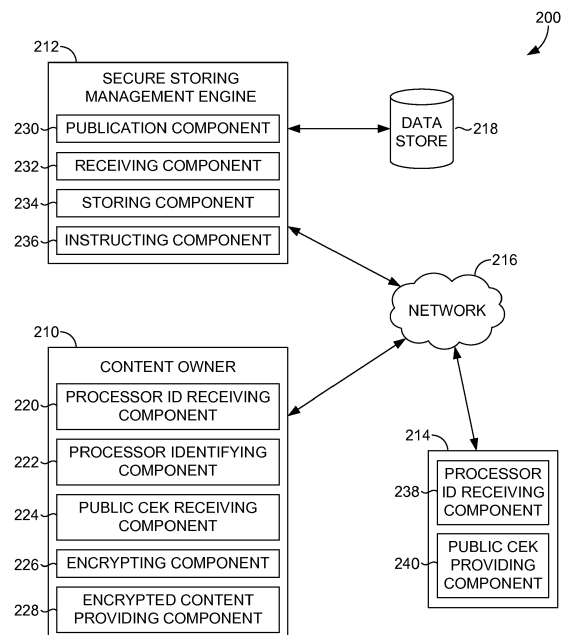 200
212
SECURE STORING
MANAGEMENT ENGINE
230
PUBLICATION COMPONENT
232
RECEIVING COMPONENT
234
STORING COMPONENT
236
INSTRUCTING COMPONENT
DATA
STORE
218
216
NETWORK
210
CONTENT OWNER
220
PROCESSOR ID RECEIVING
COMPONENT
222
PROCESSOR IDENTIFYING
COMPONENT
224
PUBLIC CEK RECEIVING
COMPONENT
226
ENCRYPTING COMPONENT
228
ENCRYPTED CONTENT
PROVIDING COMPONENT
214
238
PROCESSOR
ID RECEIVING
COMPONENT
240
PUBLIC CEK
PROVIDING
COMPONENT